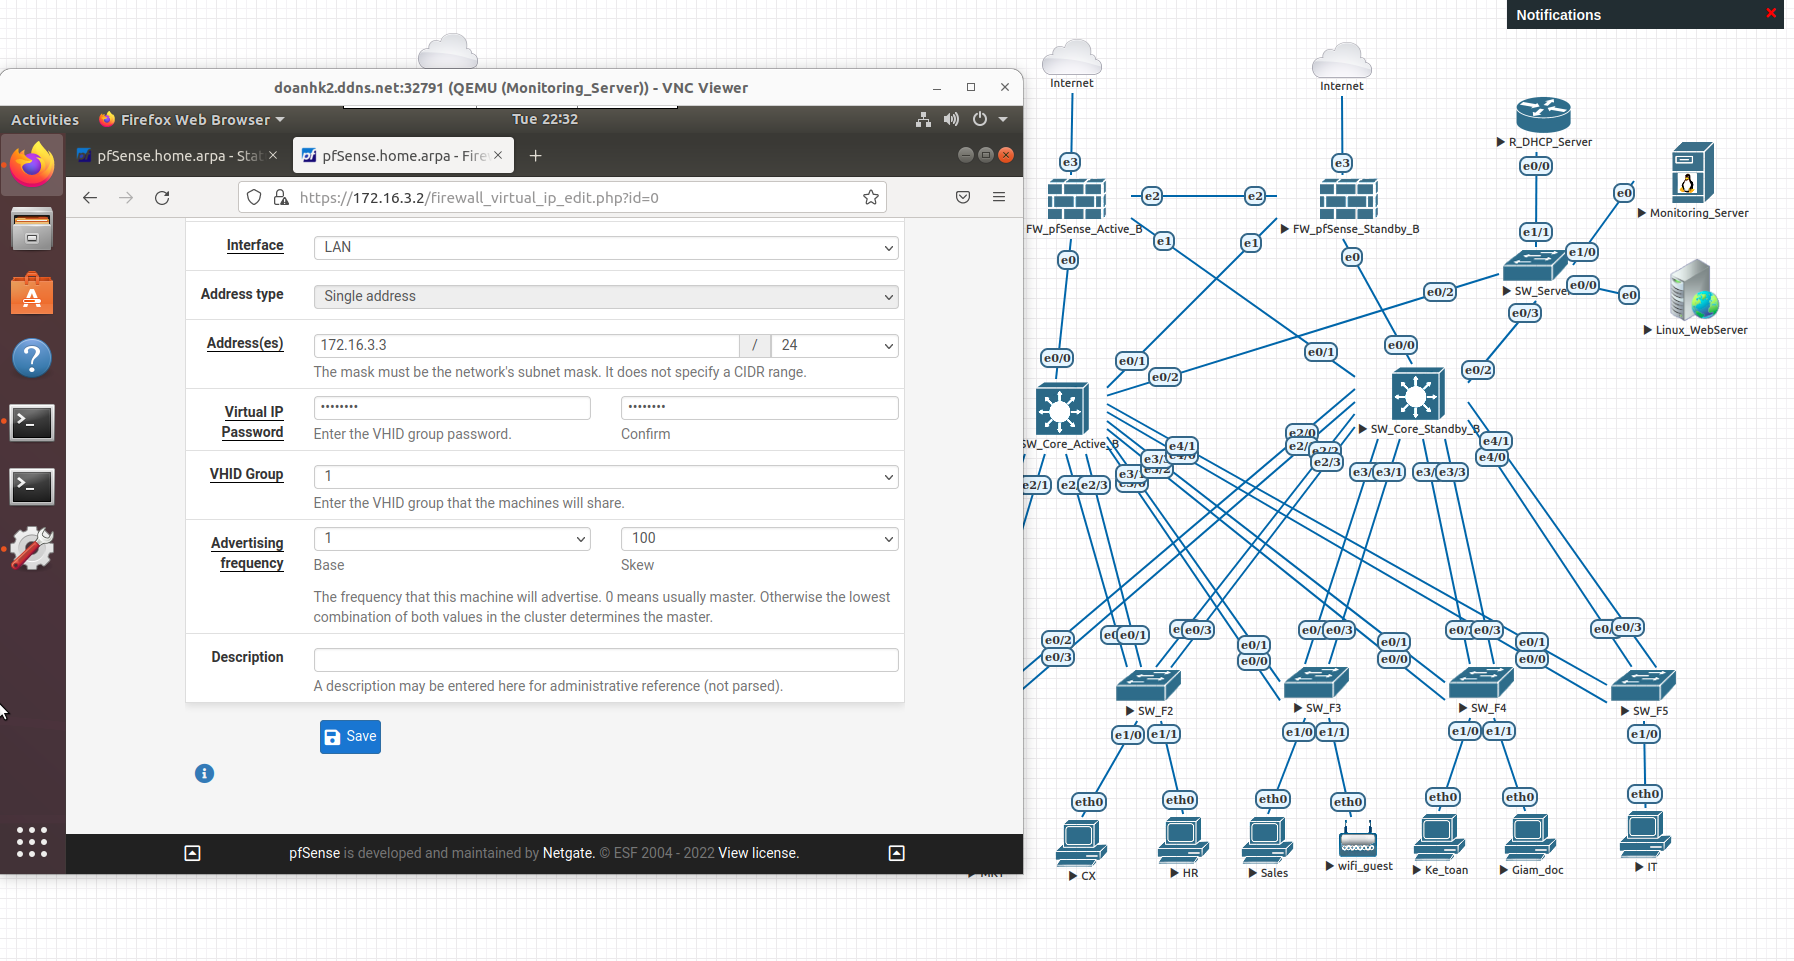 Notifications
doanhk2.ddns.net:32791 (QEMU (Monitoring_Server)) - VNC Viewer
Activities
Firefox Web Browser
Tue 22:32
pfSense.home.arpa - Stat
pfSense.home.arpa - Firew
https://172.16.3.2/firewall_virtual_ip_edit.php?id=0
Interface
LAN
Address type
Single address
Address(es)
172.16.3.3
/
24
The mask must be the network's subnet mask. It does not specify a CIDR range.
Virtual IP Password
Enter the VHID group password.
Confirm
VHID Group
1
Enter the VHID group that the machines will share.
Advertising frequency
1
100
Base
Skew
The frequency that this machine will advertise. 0 means usually master. Otherwise the lowest
combination of both values in the cluster determines the master.
Description
A description may be entered here for administrative reference (not parsed).
Save
pfSense is developed and maintained by Netgate. © ESF 2004 - 2022 View license.
Internet
Internet
R_DHCP_Server
e3
e3
e0/0
Monitoring_Server
e2
e2
e0
FW_pfSense_Active_B
FW_pfSense_Standby_B
e1
e1
e1/1
e0
e0
e1/0
SW_Server
e0/0
e0
e0/2
e0/3
Linux_WebServer
e0/0
e0/1
e0/1
e0/0
e0/2
e0/2
SW_Core_Active_B
SW_Core_Standby_B
e2/0
e4/1
e4/1
e4/0
e2/3
e2/1
e2/3
e3/1
e3/3
e0/2
e0/3
e0/1
e0/3
e0/1
e0/0
e0/3
e0/1
e0/0
e0/3
e0/1
e0/0
e0/3
SW_F2
SW_F3
SW_F4
SW_F5
e1/0
e1/1
e1/0
e1/1
e1/0
e1/1
e1/0
eth0
eth0
eth0
eth0
eth0
eth0
eth0
CX
HR
Sales
wifi_guest
Ke_toan
Giam_doc
IT